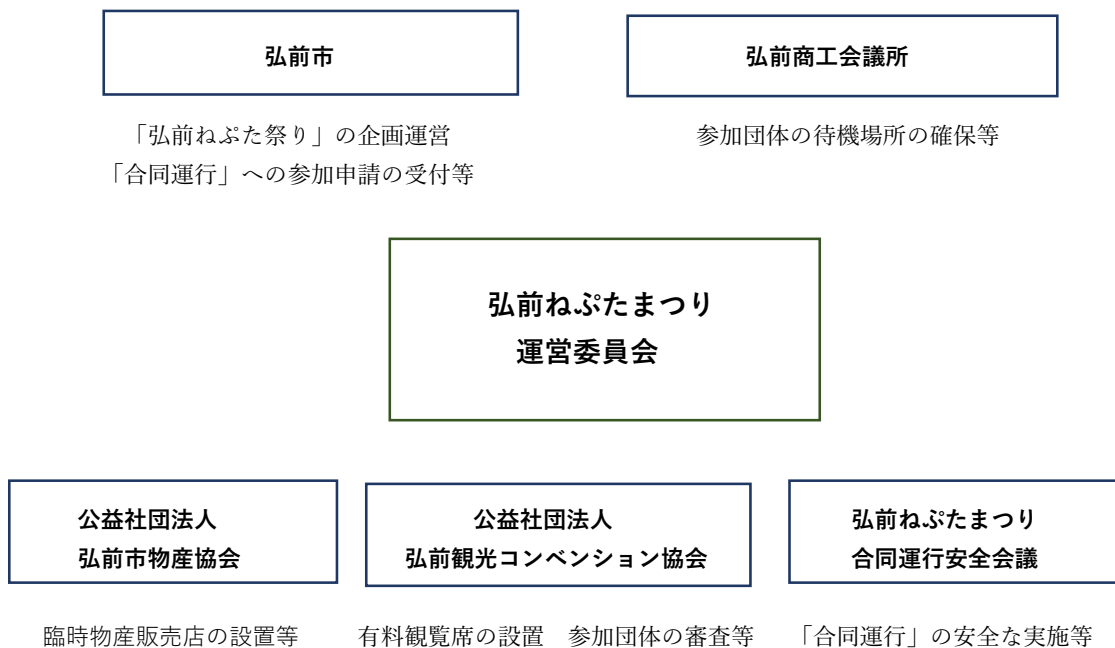 弘前市
弘前商工会議所
「弘前ねぷた祭り」の企画運営
「合同運行」への参加申請の受付等
参加団体の待機場所の確保等
弘前ねぷたまつり
運営委員会
公益社団法人
弘前市物産協会
公益社団法人
弘前観光コンベンション協会
弘前ねぷたまつり
合同運行安全会議
臨時物産販売店の設置等
有料観覧席の設置　参加団体の審査等
「合同運行」の安全な実施等